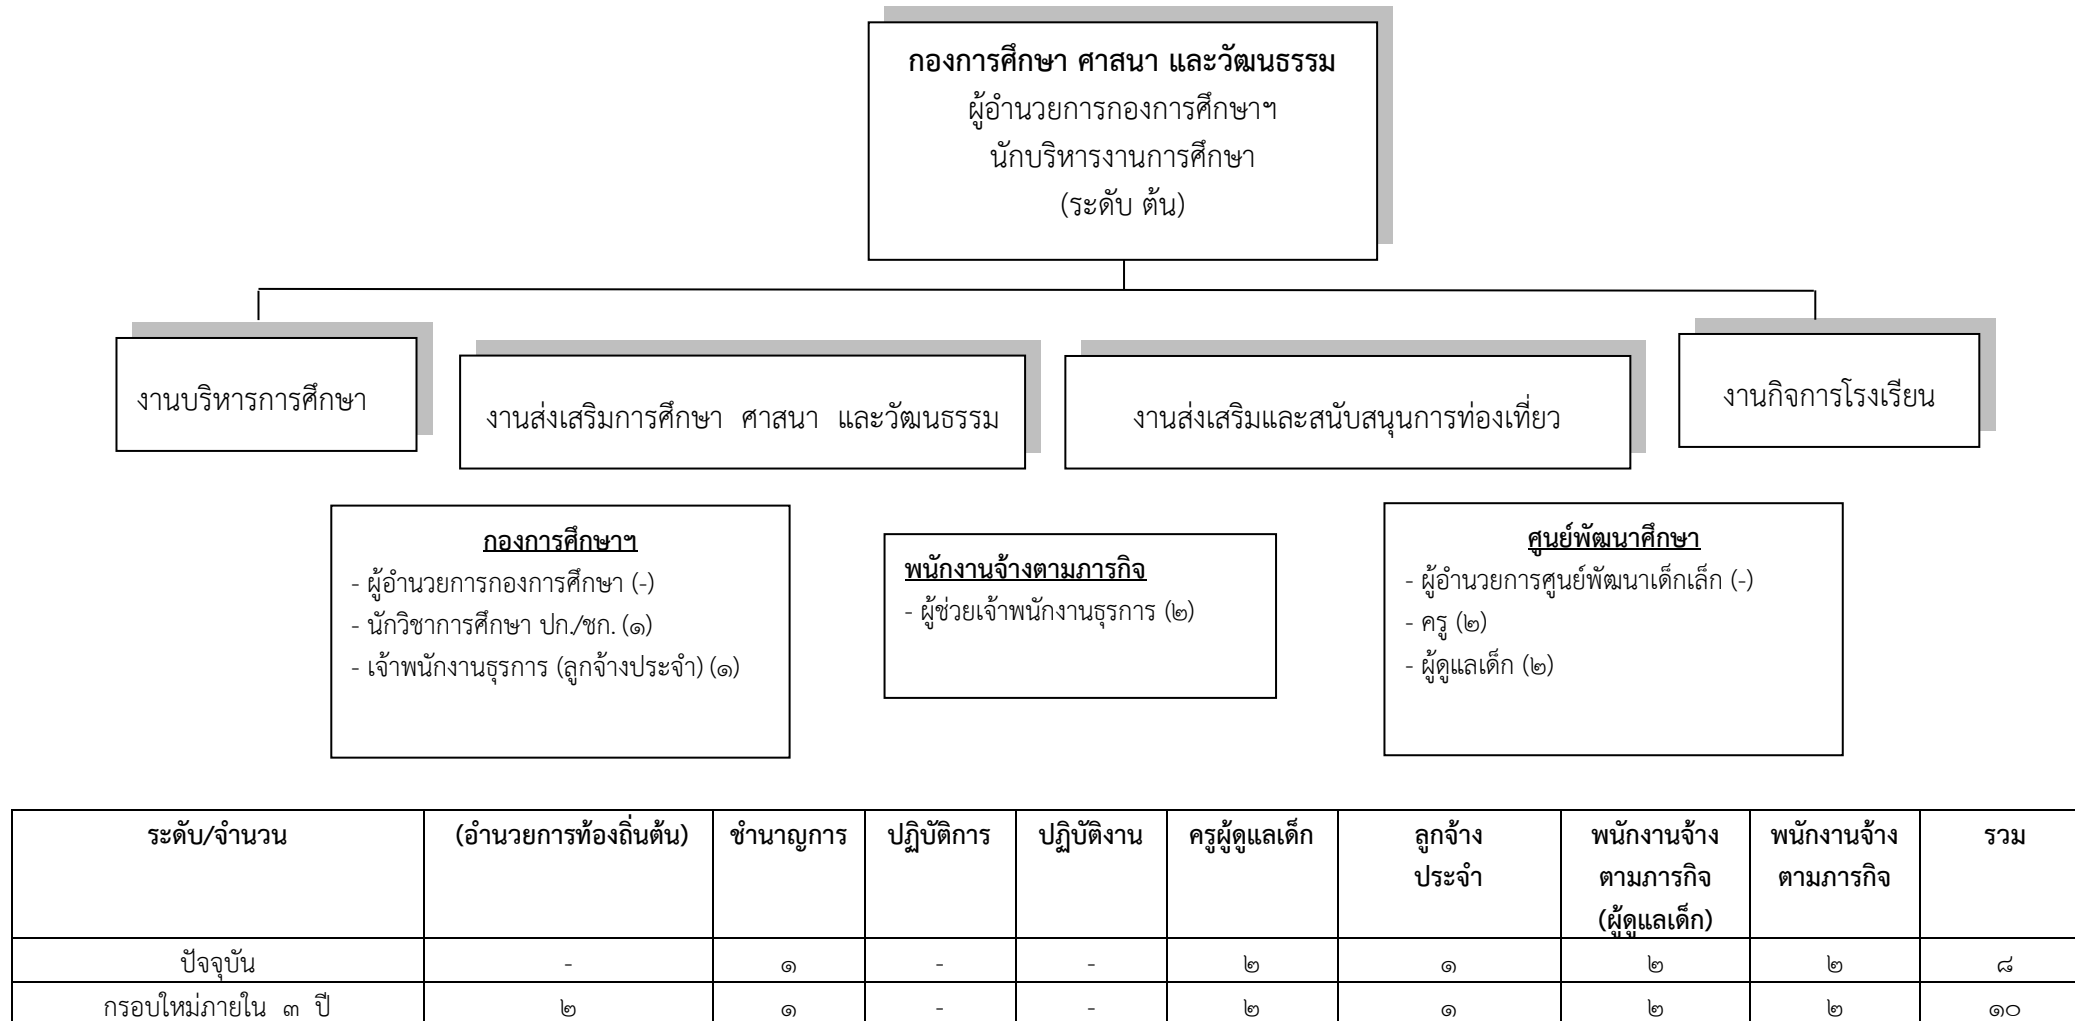 กองการศึกษา ศาสนา และวัฒนธรรม
ผู้อำนวยการกองการศึกษาฯ
นักบริหารงานการศึกษา
(ระดับ ต้น)
งานบริหารการศึกษา
งานส่งเสริมการศึกษา ศาสนา และวัฒนธรรม
งานส่งเสริมและสนับสนุนการท่องเที่ยว
งานกิจการโรงเรียน
กองการศึกษาฯ
- ผู้อำนวยการกองการศึกษา (-)
- นักวิชาการศึกษา ปก./ชก. (๑)
- เจ้าพนักงานธุรการ (ลูกจ้างประจำ) (๑)
พนักงานจ้างตามภารกิจ
- ผู้ช่วยเจ้าพนักงานธุรการ (๒)
ศูนย์พัฒนาศึกษา
- ผู้อำนวยการศูนย์พัฒนาเด็กเล็ก (-)
- ครู (๒)
- ผู้ดูแลเด็ก (๒)
ระดับ/จำนวน (อำนวยการท้องถิ่นต้น) ชำนาญการ ปฏิบัติการ ปฏิบัติงาน ครูผู้ดูแลเด็ก ลูกจ้าง พนักงานจ้าง พนักงานจ้าง รวม
ประจำ ตามภารกิจ ตามภารกิจ
(ผู้ดูแลเด็ก)
ปัจจุบัน - ๑ - - ๒ ๑ ๒ ๒ ๘
กรอบใหม่ภายใน ๓ ปี ๒ ๑ - - ๒ ๑ ๒ ๒ ๑๐